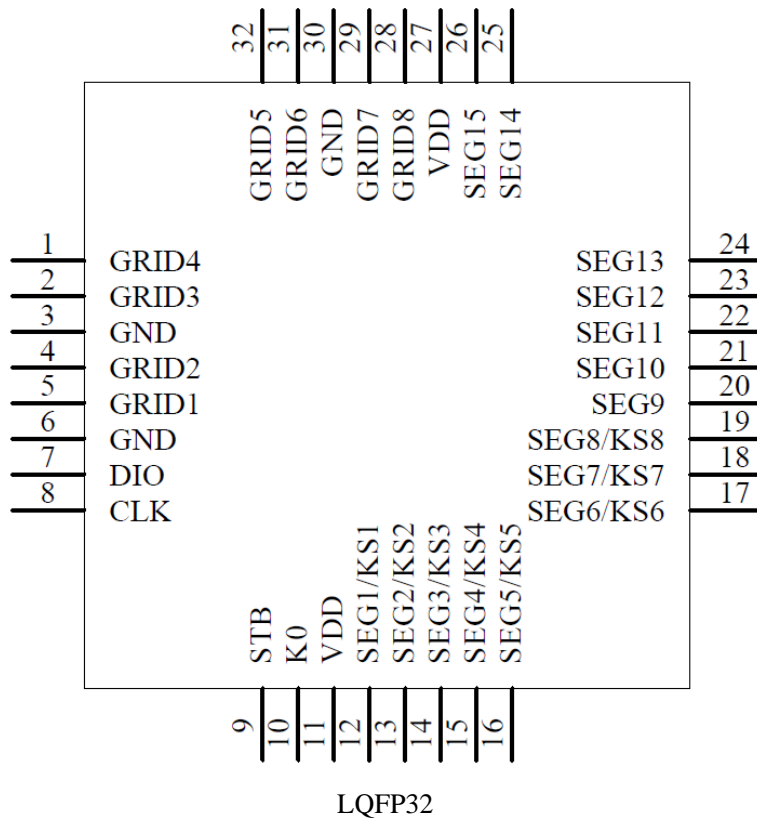 32 31 30 29 28 27 26 25
GRID5 GRID6 GND GRID7 GRID8 VDD SEG15 SEG14
1 GRID4
2 GRID3
3 GND
4 GRID2
5 GRID1
6 GND
7 DIO
8 CLK
SEG13 24
SEG12 23
SEG11 22
SEG10 21
SEG9 20
SEG8/KS8 19
SEG7/KS7 18
SEG6/KS6 17
STB K0 VDD SEG1/KS1 SEG2/KS2 SEG3/KS3 SEG4/KS4 SEG5/KS5
9 10 11 12 13 14 15 16
LQFP32